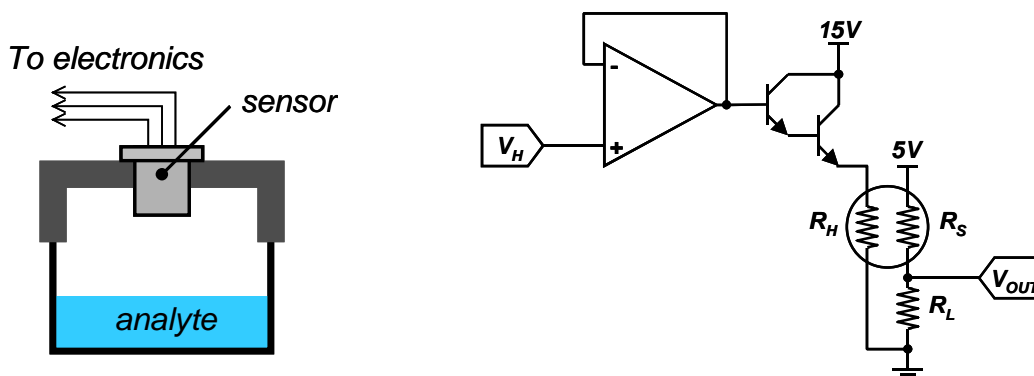 To electronics
sensor
analyte
15V
-
+
V_H
5V
R_H
R_S
V_OUT
R_L